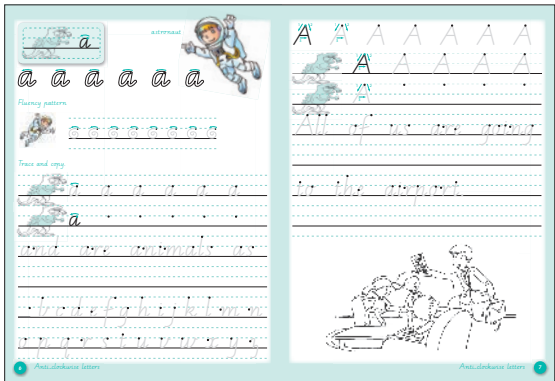 astronaut
a
a a a a a a
Fluency pattern
a a a a a a a a
Trace and copy.
a a a a a a
a
and are animals as
a b c d e f g h i j k l m n
o p q r s t u v w x y z
6 Anti-clockwise letters
A A A A A A A
A A A A A A
A
All of us are going
to the airport.
Anti-clockwise letters 7